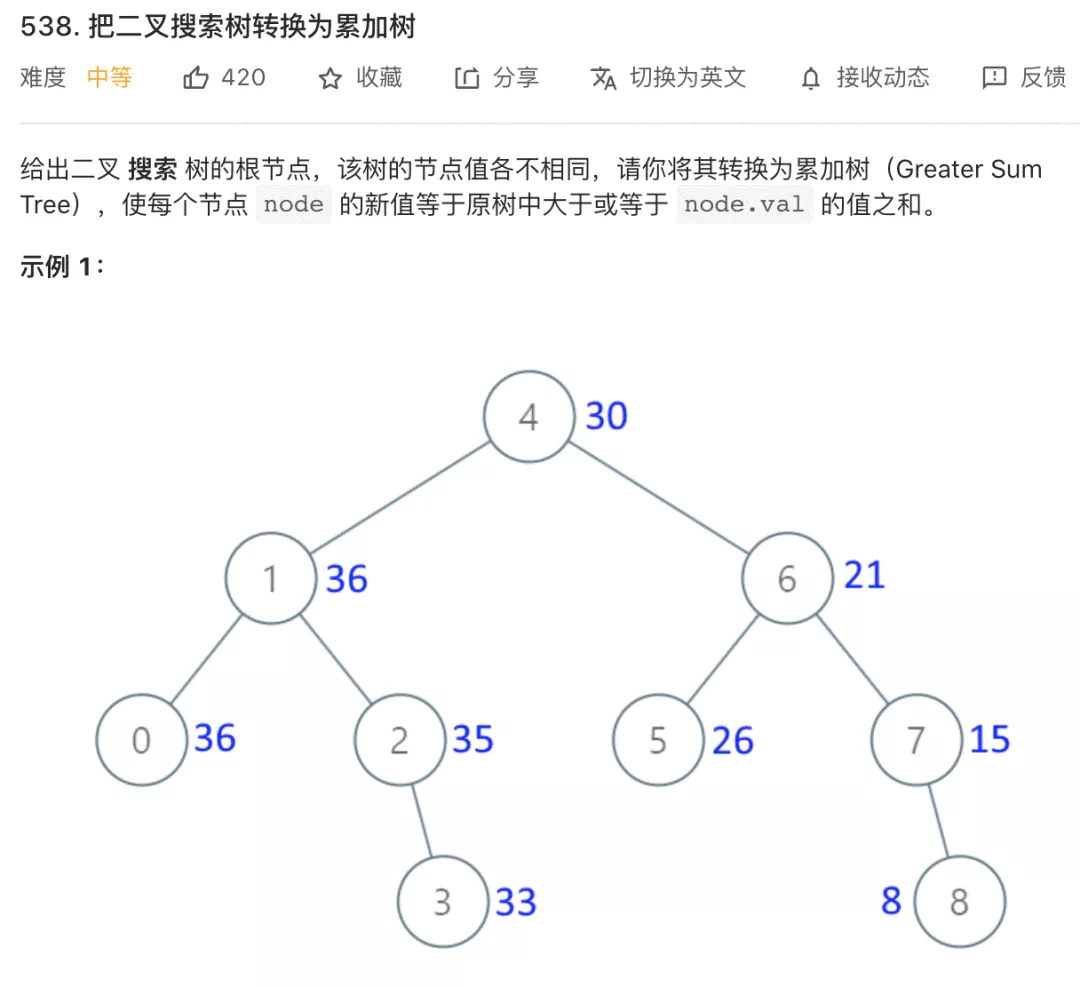 538. 把二叉搜索树转换为累加树
难度 中等 420 收藏 分享 切换为英文 接收动态 反馈
给出二叉 搜索 树的根节点，该树的节点值各不相同，请你将其转换为累加树（Greater Sum
Tree），使每个节点 node 的新值等于原树中大于或等于 node.val 的值之和。
示例 1：
4 30
1 36 6 21
0 36 2 35 5 26 7 15
3 33 8 8